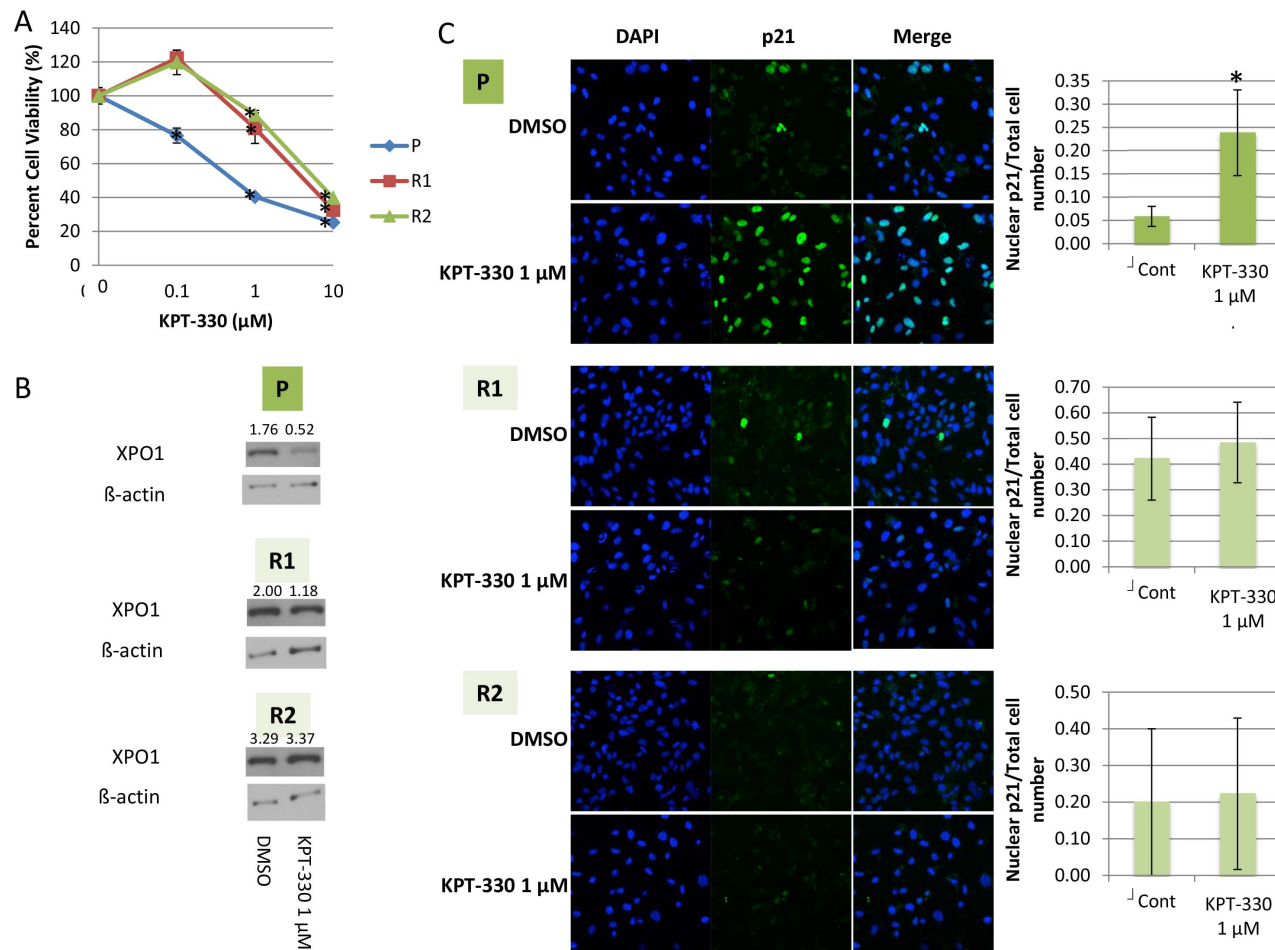 A
Percent Cell Viability (%)
140
120
100
80
60
40
20
0
( 0 0.1 1 10
KPT-330 (µM)
P
R1
R2
*
*
*
*
*
*
*
B
P
1.76 0.52
XPO1
ß-actin
R1
2.00 1.18
XPO1
ß-actin
R2
3.29 3.37
XPO1
ß-actin
DMSO
KPT-330 1 µM
C
DAPI p21 Merge
P
DMSO
KPT-330 1 µM
Nuclear p21/Total cell
number
0.35
0.30
0.25
0.20
0.15
0.10
0.05
0.00
*
Cont KPT-330
1 µM
.
R1
DMSO
KPT-330 1 µM
Nuclear p21/Total cell
number
0.70
0.60
0.50
0.40
0.30
0.20
0.10
0.00
Cont KPT-330
1 µM
R2
DMSO
KPT-330 1 µM
Nuclear p21/Total cell
number
0.50
0.40
0.30
0.20
0.10
0.00
Cont KPT-330
1 µM